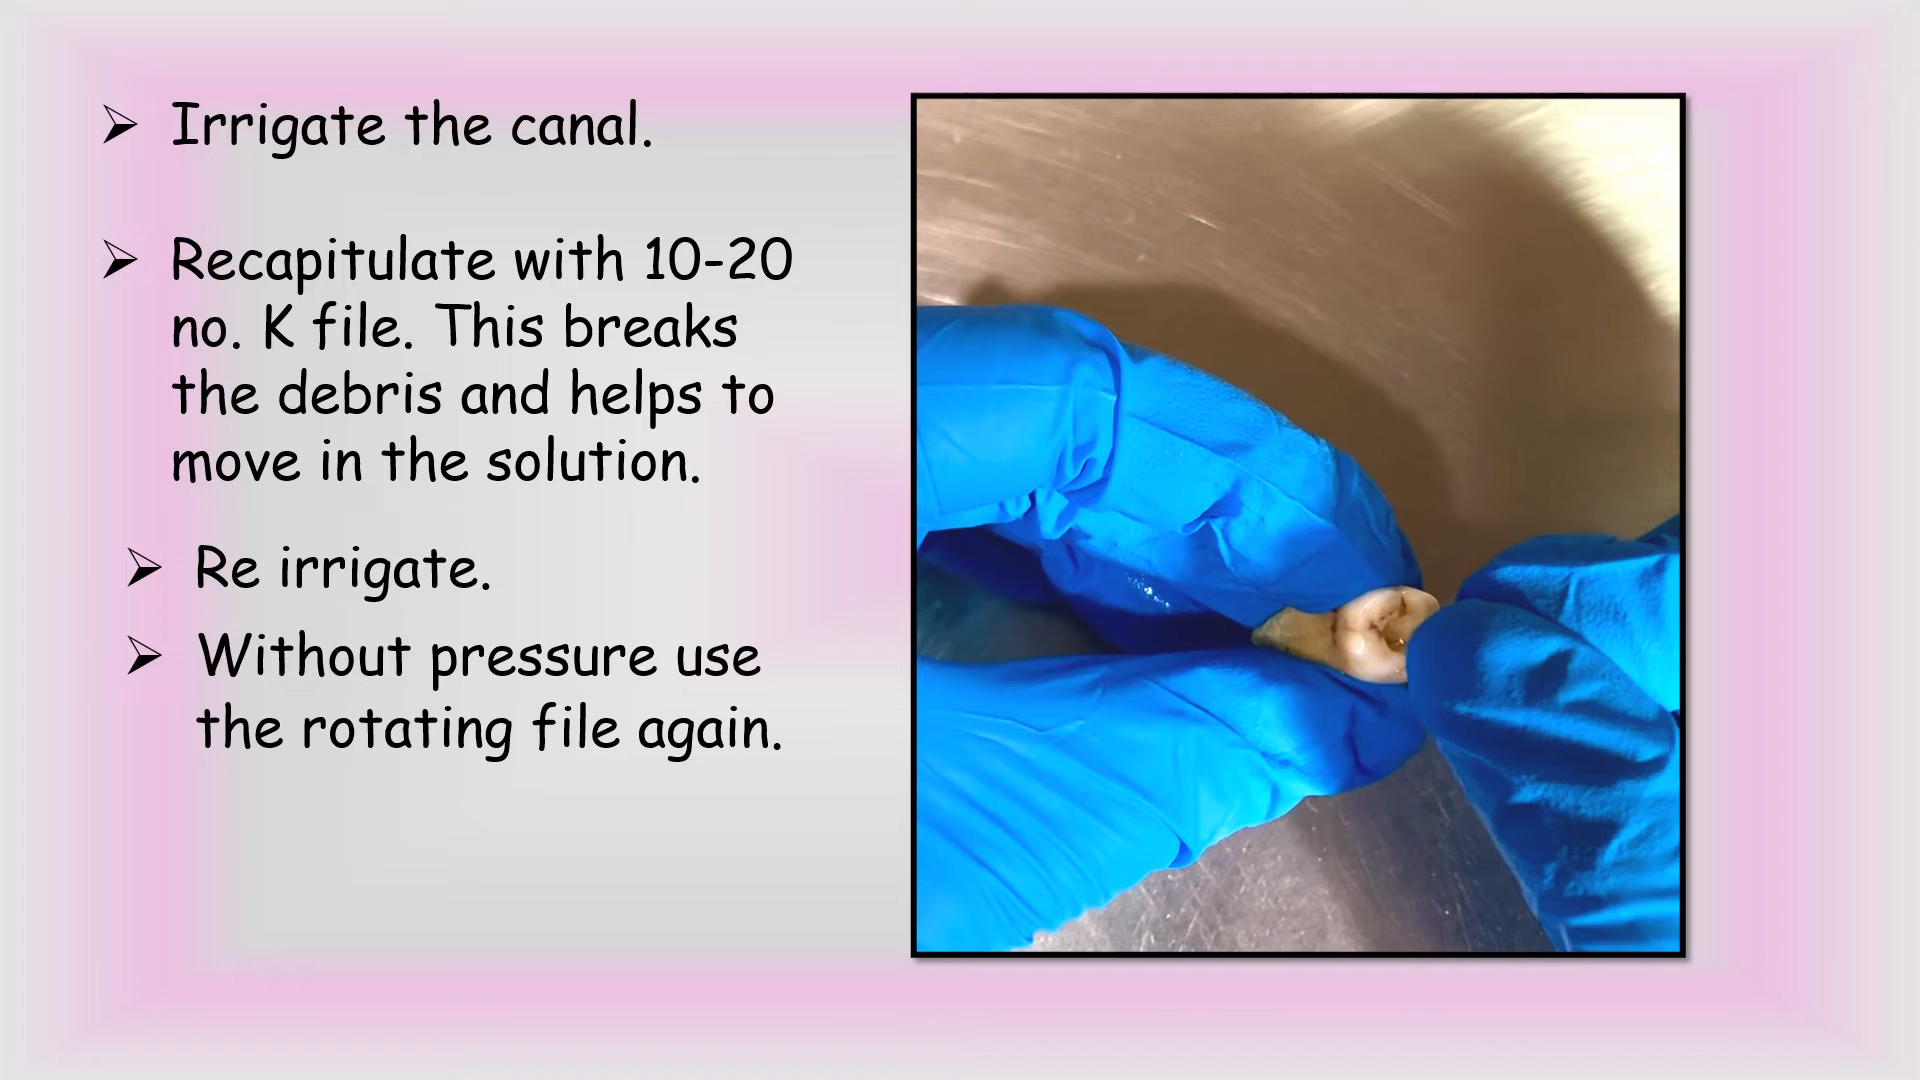 ➢ Irrigate the canal.
➢ Recapitulate with 10-20
no. K file. This breaks
the debris and helps to
move in the solution.
➢ Re irrigate.
➢ Without pressure use
the rotating file again.